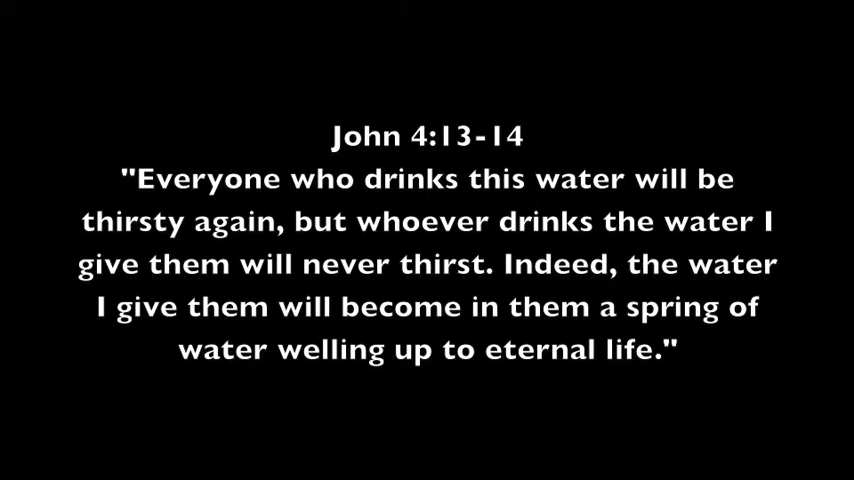 John 4:13-14
"Everyone who drinks this water will be
thirsty again, but whoever drinks the water I
give them will never thirst. Indeed, the water
I give them will become in them a spring of
water welling up to eternal life."